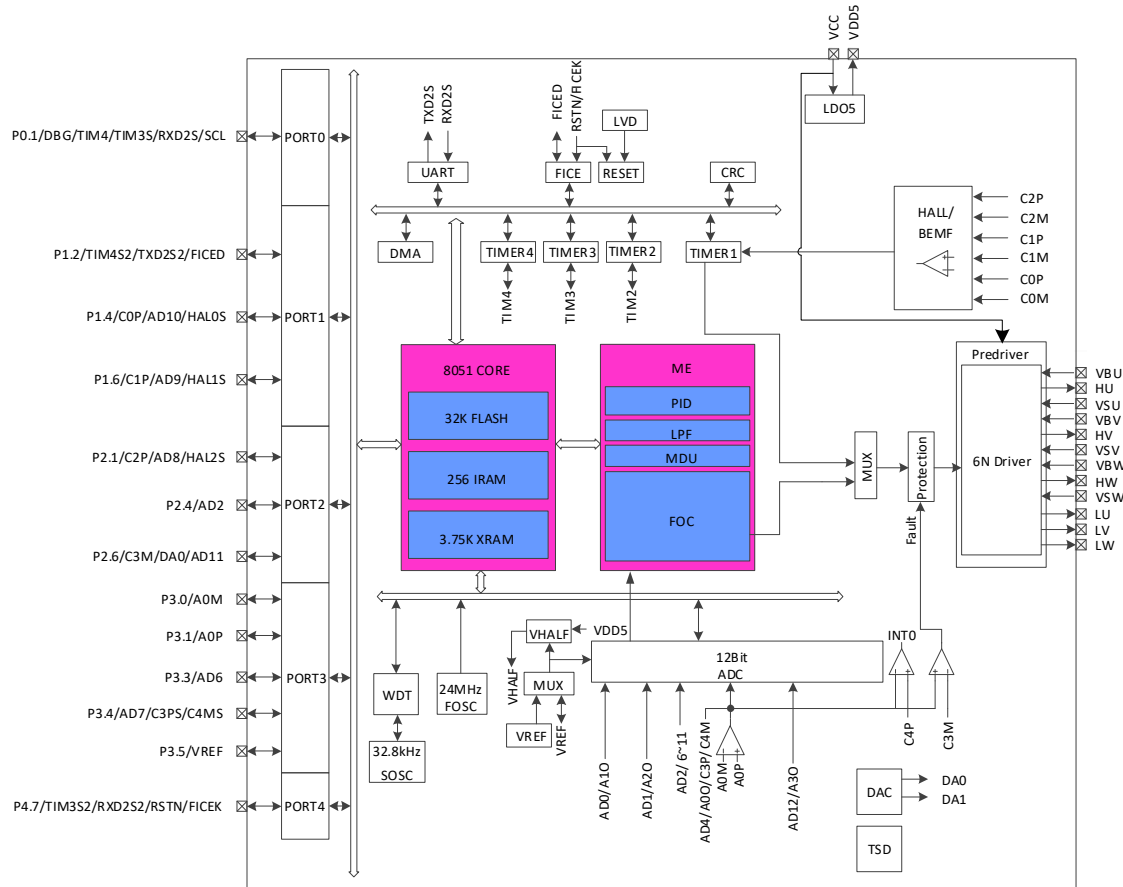 VCC
VDD5
LDO5
P0.1/DBG/TIM4/TIM3S/RXD2S/SCL
PORT0
TXD2S
RXD2S
FICED
RSTN/FICEK
LVD
UART
FICE
RESET
CRC
P1.2/TIM4S2/TXD2S2/FICED
P1.4/C0P/AD10/HAL0S
P1.6/C1P/AD9/HAL1S
PORT1
DMA
TIMER4
TIMER3
TIMER2
TIMER1
TIM4
TIM3
TIM2
HALL/
BEMF
C2P
C2M
C1P
C1M
C0P
C0M
8051 CORE
32K FLASH
256 IRAM
3.75K XRAM
ME
PID
LPF
MDU
FOC
MUX
Protection
Fault
Predriver
6N Driver
VBU
HU
VSU
VBV
HV
VSV
VBW
HW
VSW
LU
LV
LW
P2.1/C2P/AD8/HAL2S
P2.4/AD2
P2.6/C3M/DA0/AD11
PORT2
P3.0/A0M
P3.1/A0P
P3.3/AD6
P3.4/AD7/C3PS/C4MS
P3.5/VREF
PORT3
P4.7/TIM3S2/RXD2S2/RSTN/FICEK
PORT4
WDT
32.8kHz
SOSC
24MHz
FOSC
VHALF
VDD5
VHALF
MUX
VREF
VREF
12Bit
ADC
INT0
AD0/A1O
AD1/A2O
AD2/ 6~11
AD4/A0O/C3P/C4M
A0M
A0P
AD12/A3O
C4P
C3M
DAC
DA0
DA1
TSD